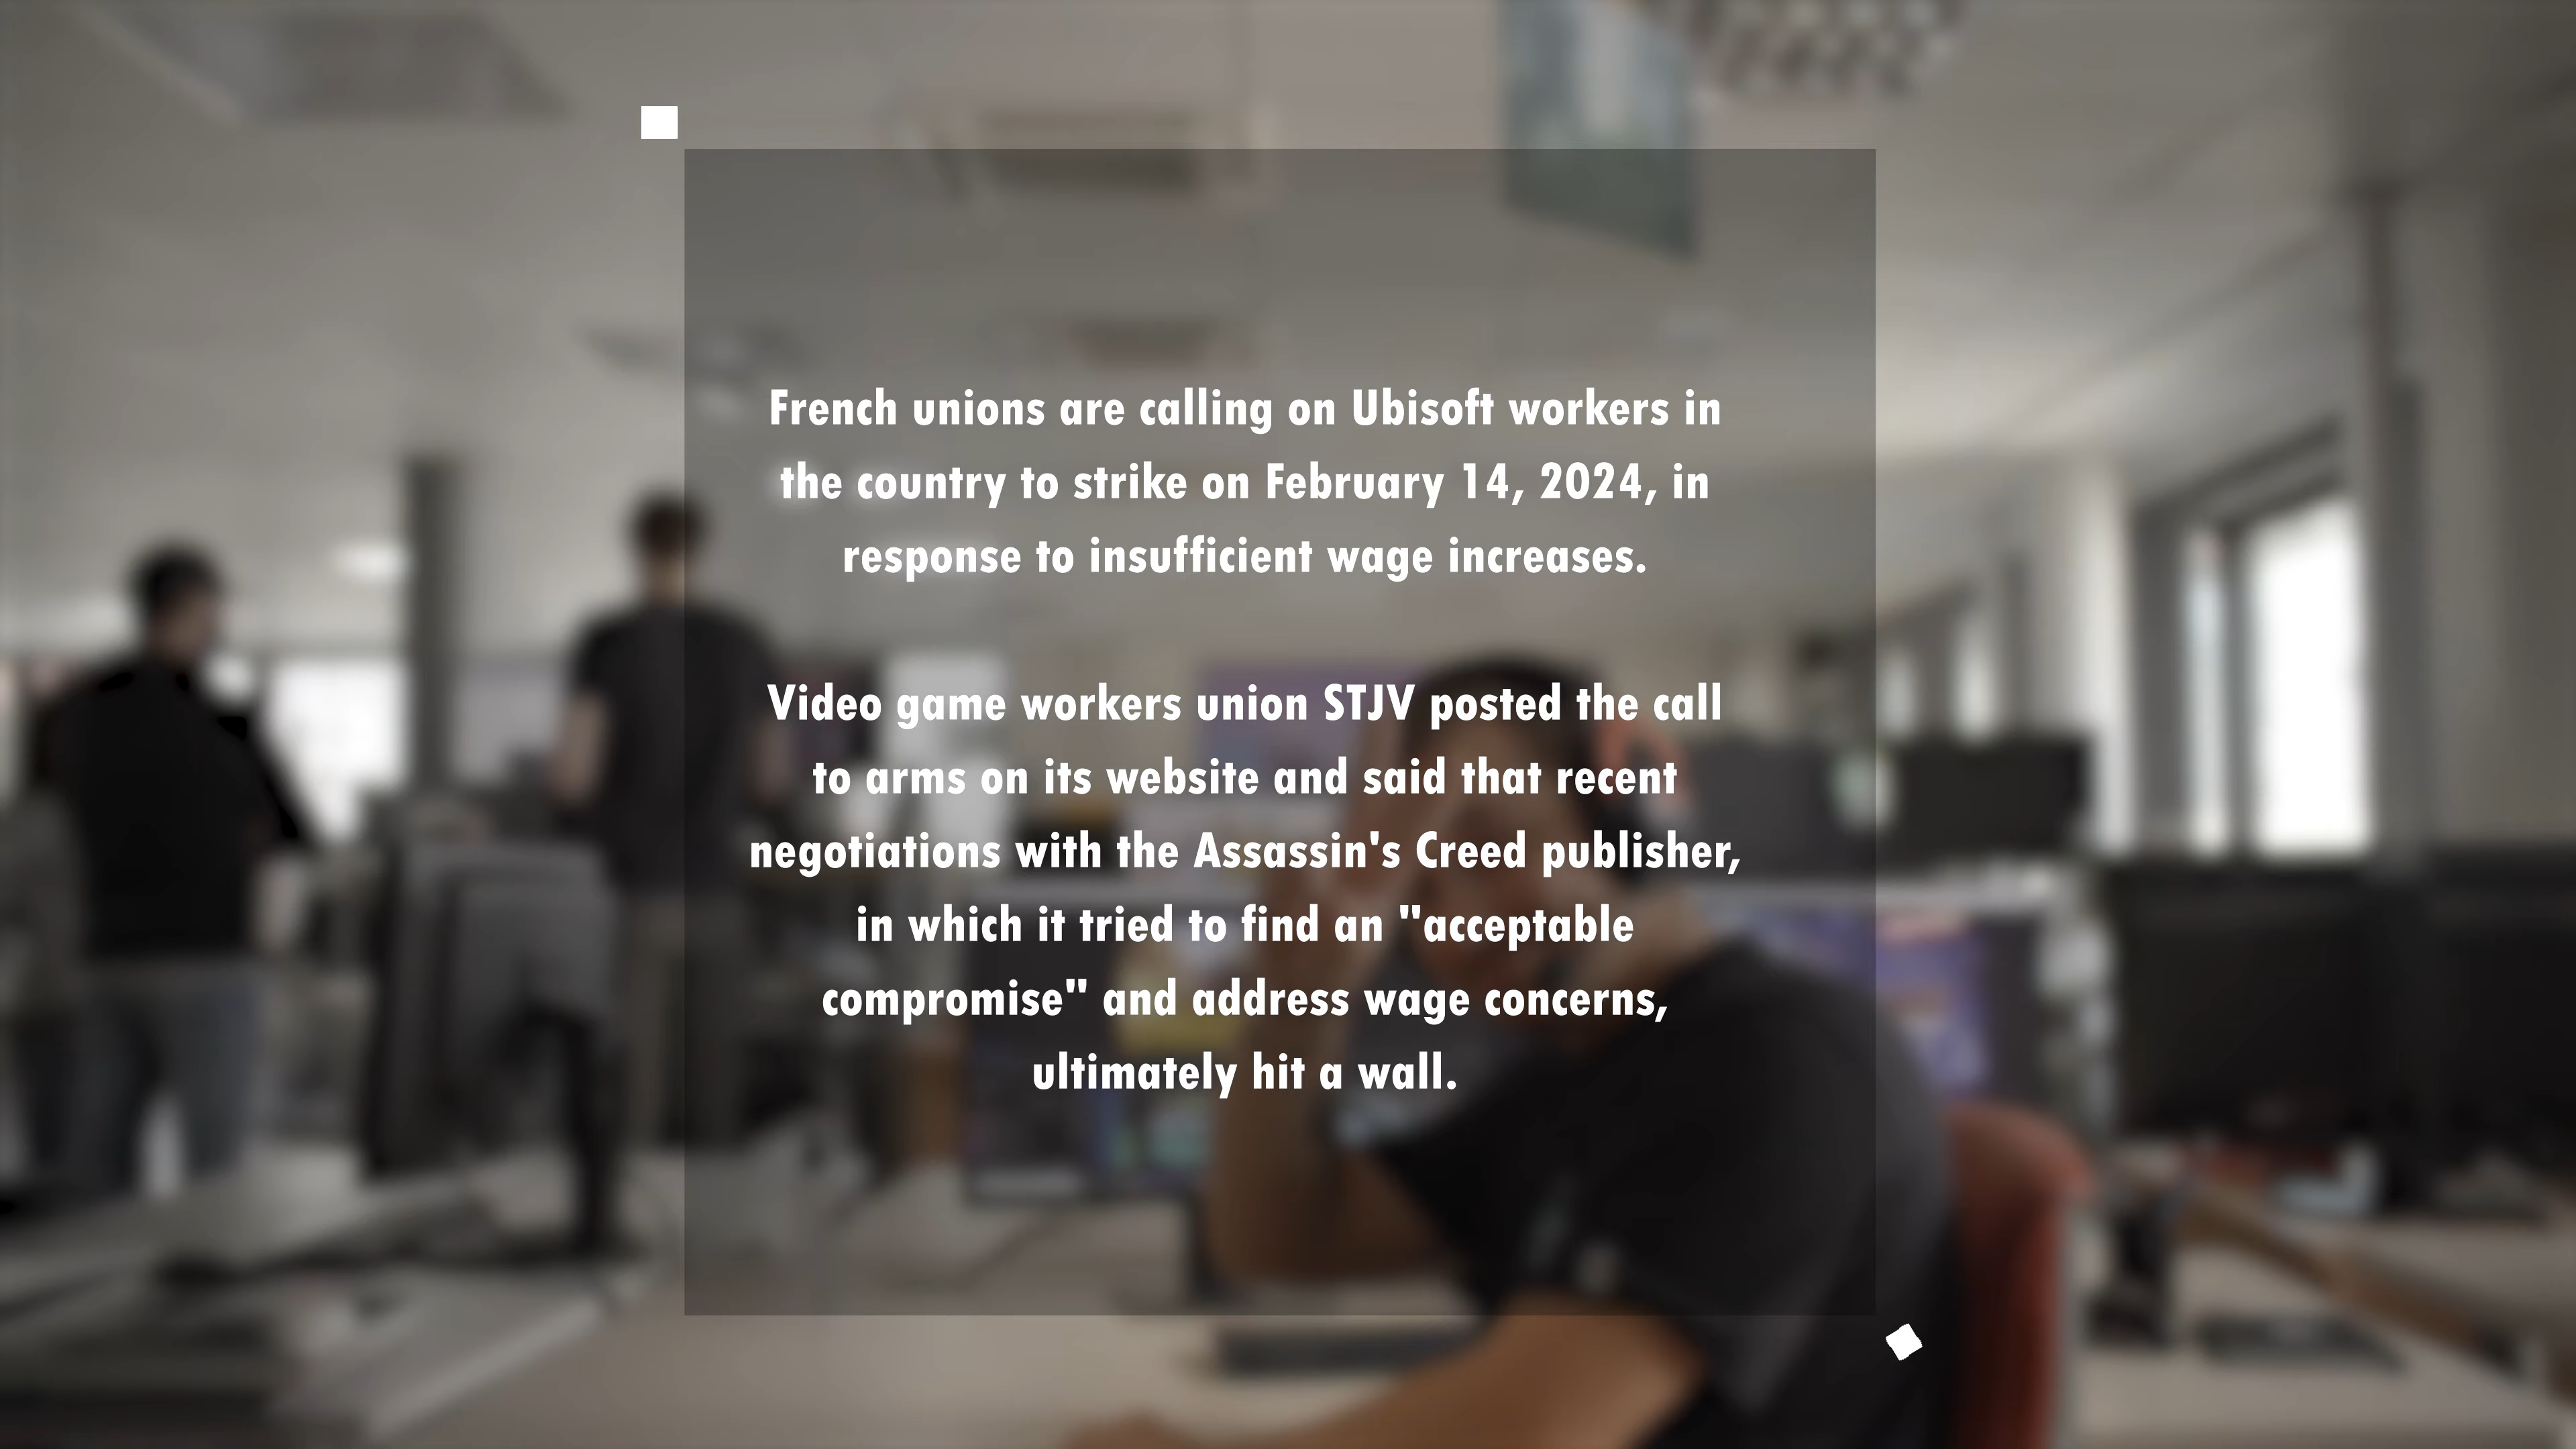 French unions are calling on Ubisoft workers in
the country to strike on February 14, 2024, in
response to insufficient wage increases.
Video game workers union STJV posted the call
to arms on its website and said that recent
negotiations with the Assassin's Creed publisher,
in which it tried to find an "acceptable
compromise" and address wage concerns,
ultimately hit a wall.